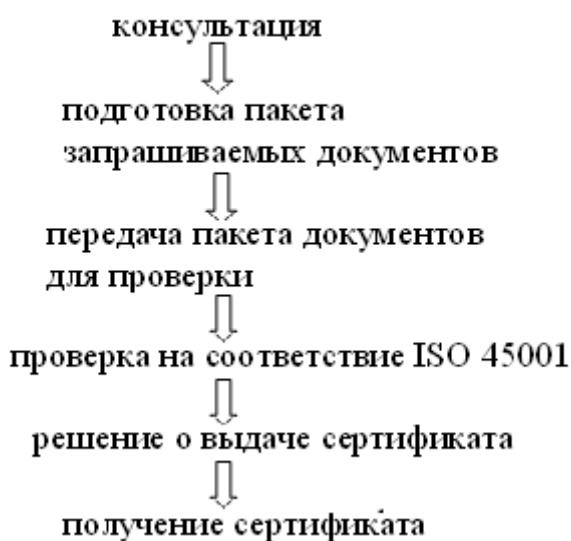 консультация
подготовка пакета
запрашиваемых документов
передача пакета документов
для проверки
проверка на соответствие ISO 45001
решение о выдаче сертификата
получение сертификата